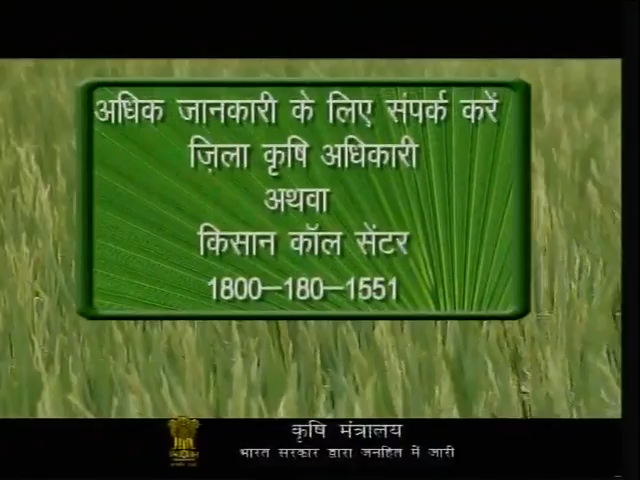 अधिक जानकारी के लिए संपर्क करें
ज़िला कृषि अधिकारी
अथवा
किसान कॉल सेंटर
1800–180–1551
कृषि मंत्रालय
भारत सरकार द्वारा जनहित में जारी